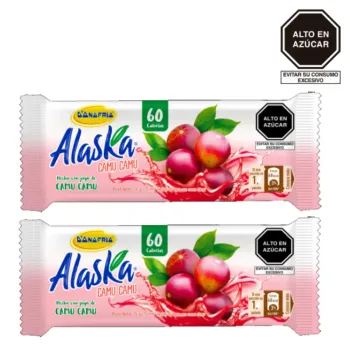 ALTO EN
AZÚCAR
EVITAR SU CONSUMO
EXCESIVO
D'ONOFRIO
60
Calorías
Alaska
CAMU CAMU
Hecho con pulpa de
CAMU CAMU
ALTO EN
AZÚCAR
EVITAR SU CONSUMO
EXCESIVO
1
D'ONOFRIO
60
Calorías
Alaska
CAMU CAMU
Hecho con pulpa de
CAMU CAMU
ALTO EN
AZÚCAR
EVITAR SU CONSUMO
EXCESIVO
1